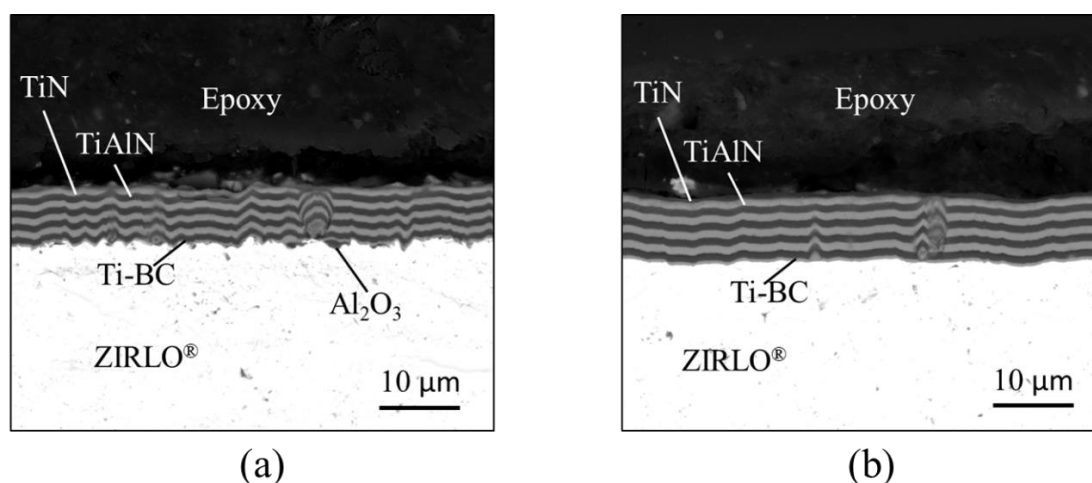 TiN
Epoxy
TiAlN
Ti-BC
Al₂O₃
ZIRLO®
10 μm
(a)
TiN
Epoxy
TiAlN
Ti-BC
ZIRLO®
10 μm
(b)